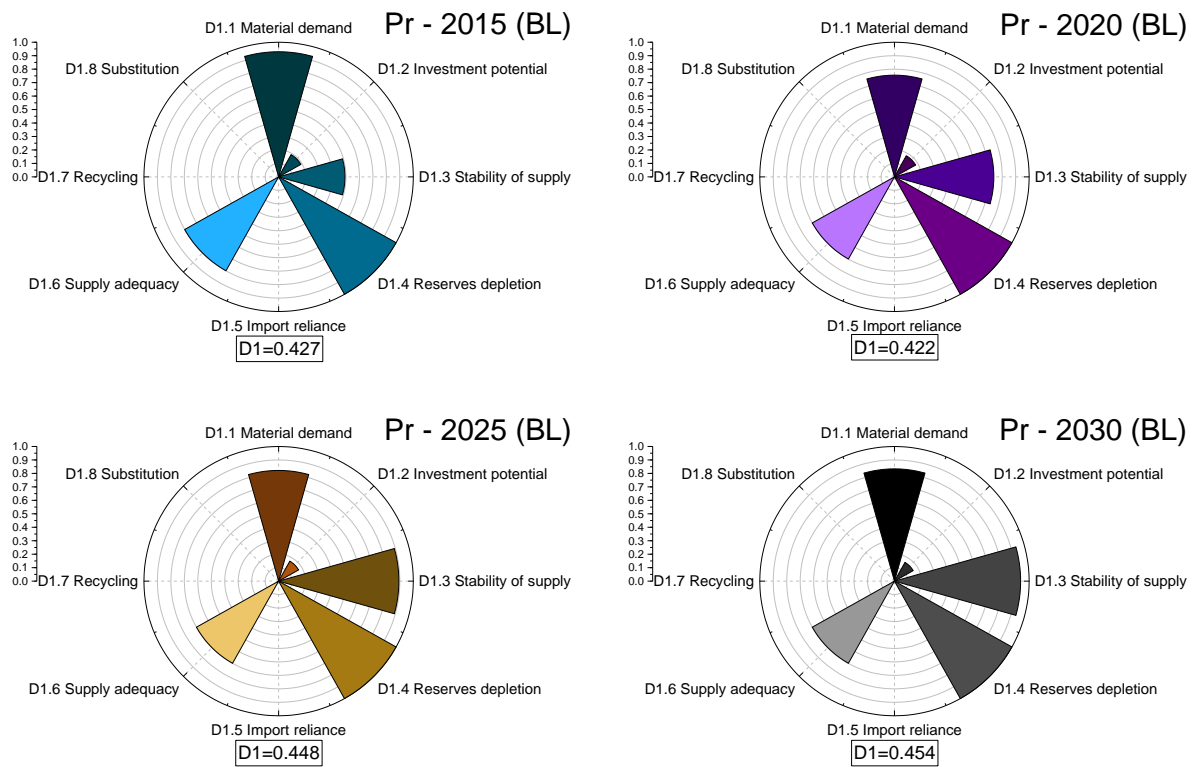 Pr - 2015 (BL)
D1.1 Material demand
D1.8 Substitution
D1.2 Investment potential
1.0
0.9
0.8
0.7
0.6
0.5
0.4
0.3
0.2
0.1
0.0
D1.7 Recycling
D1.3 Stability of supply
D1.6 Supply adequacy
D1.4 Reserves depletion
D1.5 Import reliance
D1=0.427
Pr - 2020 (BL)
D1.1 Material demand
D1.8 Substitution
D1.2 Investment potential
1.0
0.9
0.8
0.7
0.6
0.5
0.4
0.3
0.2
0.1
0.0
D1.7 Recycling
D1.3 Stability of supply
D1.6 Supply adequacy
D1.4 Reserves depletion
D1.5 Import reliance
D1=0.422
Pr - 2025 (BL)
D1.1 Material demand
D1.8 Substitution
D1.2 Investment potential
1.0
0.9
0.8
0.7
0.6
0.5
0.4
0.3
0.2
0.1
0.0
D1.7 Recycling
D1.3 Stability of supply
D1.6 Supply adequacy
D1.4 Reserves depletion
D1.5 Import reliance
D1=0.448
Pr - 2030 (BL)
D1.1 Material demand
D1.8 Substitution
D1.2 Investment potential
1.0
0.9
0.8
0.7
0.6
0.5
0.4
0.3
0.2
0.1
0.0
D1.7 Recycling
D1.3 Stability of supply
D1.6 Supply adequacy
D1.4 Reserves depletion
D1.5 Import reliance
D1=0.454